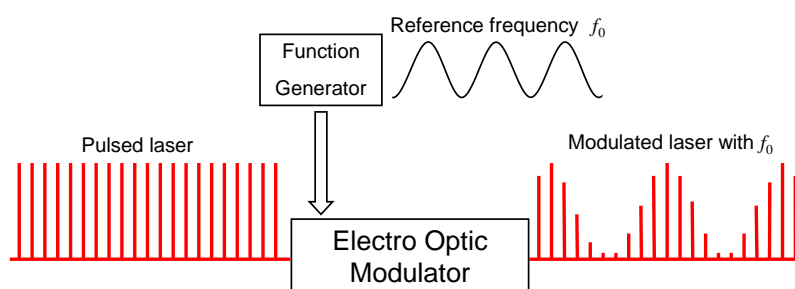 Reference frequency f₀
Function
Generator
Pulsed laser
Modulated laser with f₀
Electro Optic
Modulator